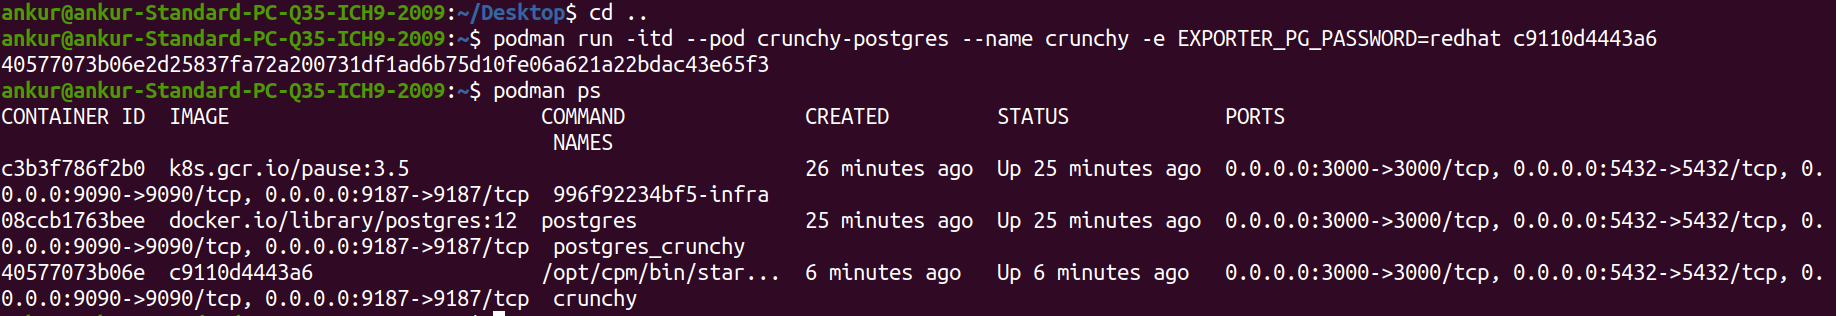 ankur@ankur-Standard-PC-Q35-ICH9-2009:~/Desktop$ cd ..
ankur@ankur-Standard-PC-Q35-ICH9-2009:~$ podman run -itd --pod crunchy-postgres --name crunchy -e EXPORTER_PG_PASSWORD=redhat c9110d4443a6
40577073b06e2d25837fa72a200731df1ad6b75d10fe06a621a22bdac43e65f3
ankur@ankur-Standard-PC-Q35-ICH9-2009:~$ podman ps
CONTAINER ID  IMAGE                          COMMAND               CREATED         STATUS             PORTS
NAMES
c3b3f786f2b0  k8s.gcr.io/pause:3.5                                 26 minutes ago  Up 25 minutes ago  0.0.0.0:3000->3000/tcp, 0.0.0.0:5432->5432/tcp, 0.
0.0.0:9090->9090/tcp, 0.0.0.0:9187->9187/tcp  996f92234bf5-infra
08ccb1763bee  docker.io/library/postgres:12  postgres              25 minutes ago  Up 25 minutes ago  0.0.0.0:3000->3000/tcp, 0.0.0.0:5432->5432/tcp, 0.
0.0.0:9090->9090/tcp, 0.0.0.0:9187->9187/tcp  postgres_crunchy
40577073b06e  c9110d4443a6                   /opt/cpm/bin/star...  6 minutes ago   Up 6 minutes ago   0.0.0.0:3000->3000/tcp, 0.0.0.0:5432->5432/tcp, 0.
0.0.0:9090->9090/tcp, 0.0.0.0:9187->9187/tcp  crunchy